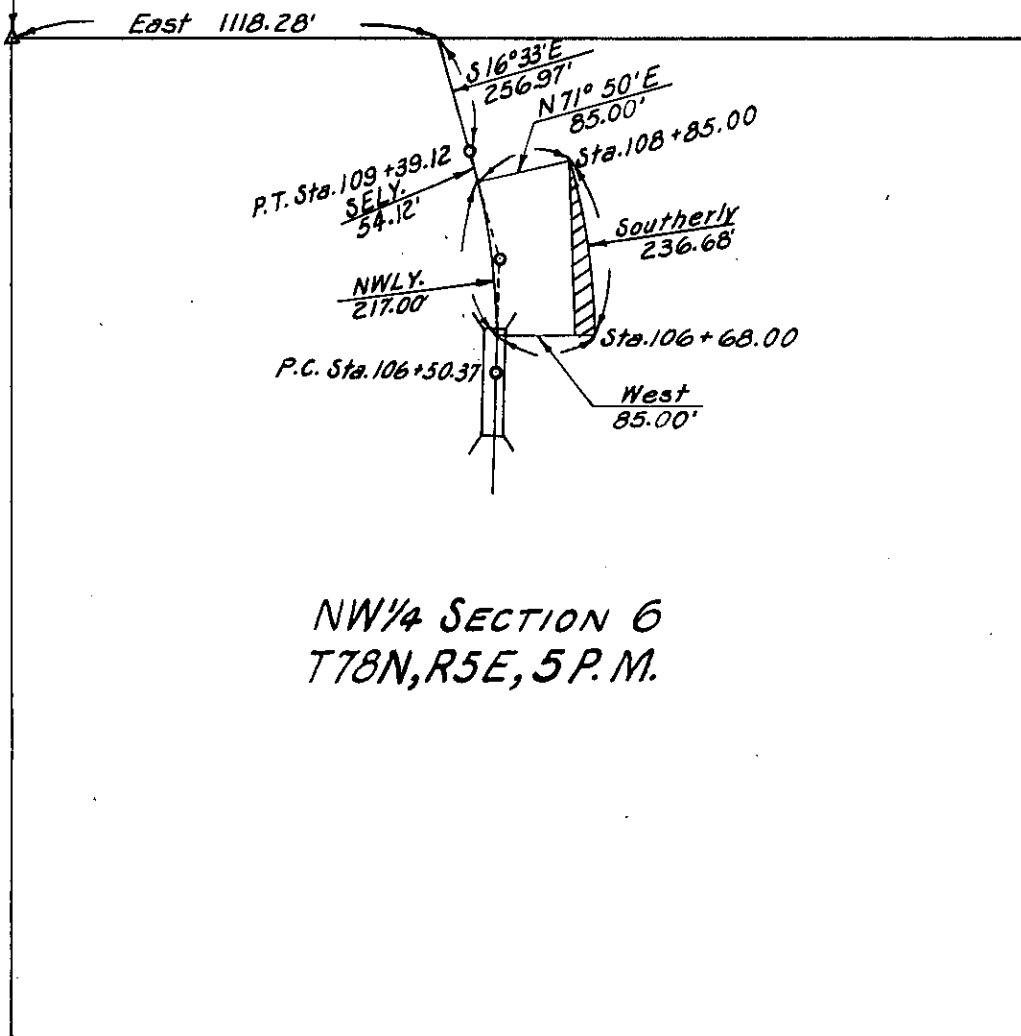 East 1118.28'
S 16°33'E
256.97'
N 71° 50'E
85.00'
Sta. 108 + 85.00
P.T. Sta. 109 + 39.12
SELY.
54.12'
Southerly
236.68'
NWLY.
217.00'
Sta. 106 + 68.00
P.C. Sta. 106 + 50.37
West
85.00'
NW 1/4 SECTION 6
T78N, R5E, 5 P.M.